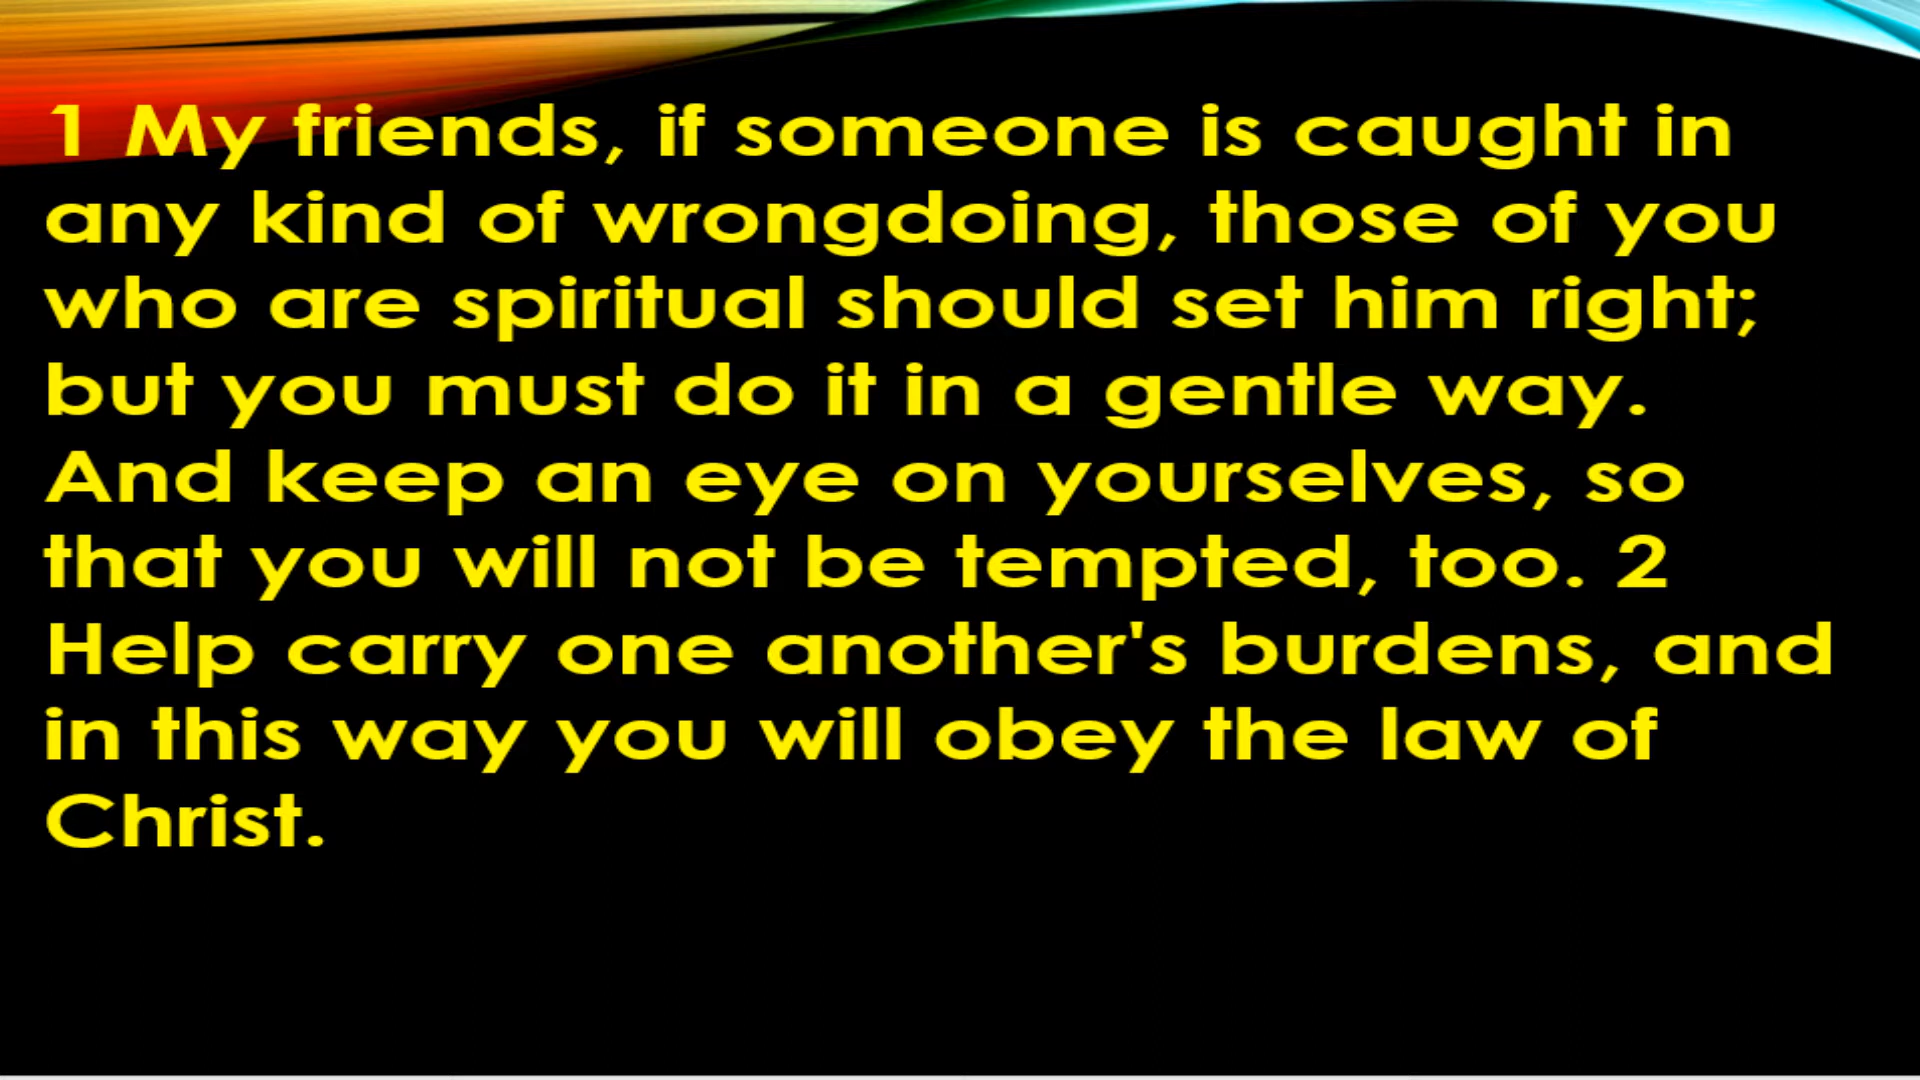 1 My friends, if someone is caught in
any kind of wrongdoing, those of you
who are spiritual should set him right;
but you must do it in a gentle way.
And keep an eye on yourselves, so
that you will not be tempted, too. 2
Help carry one another's burdens, and
in this way you will obey the law of
Christ.